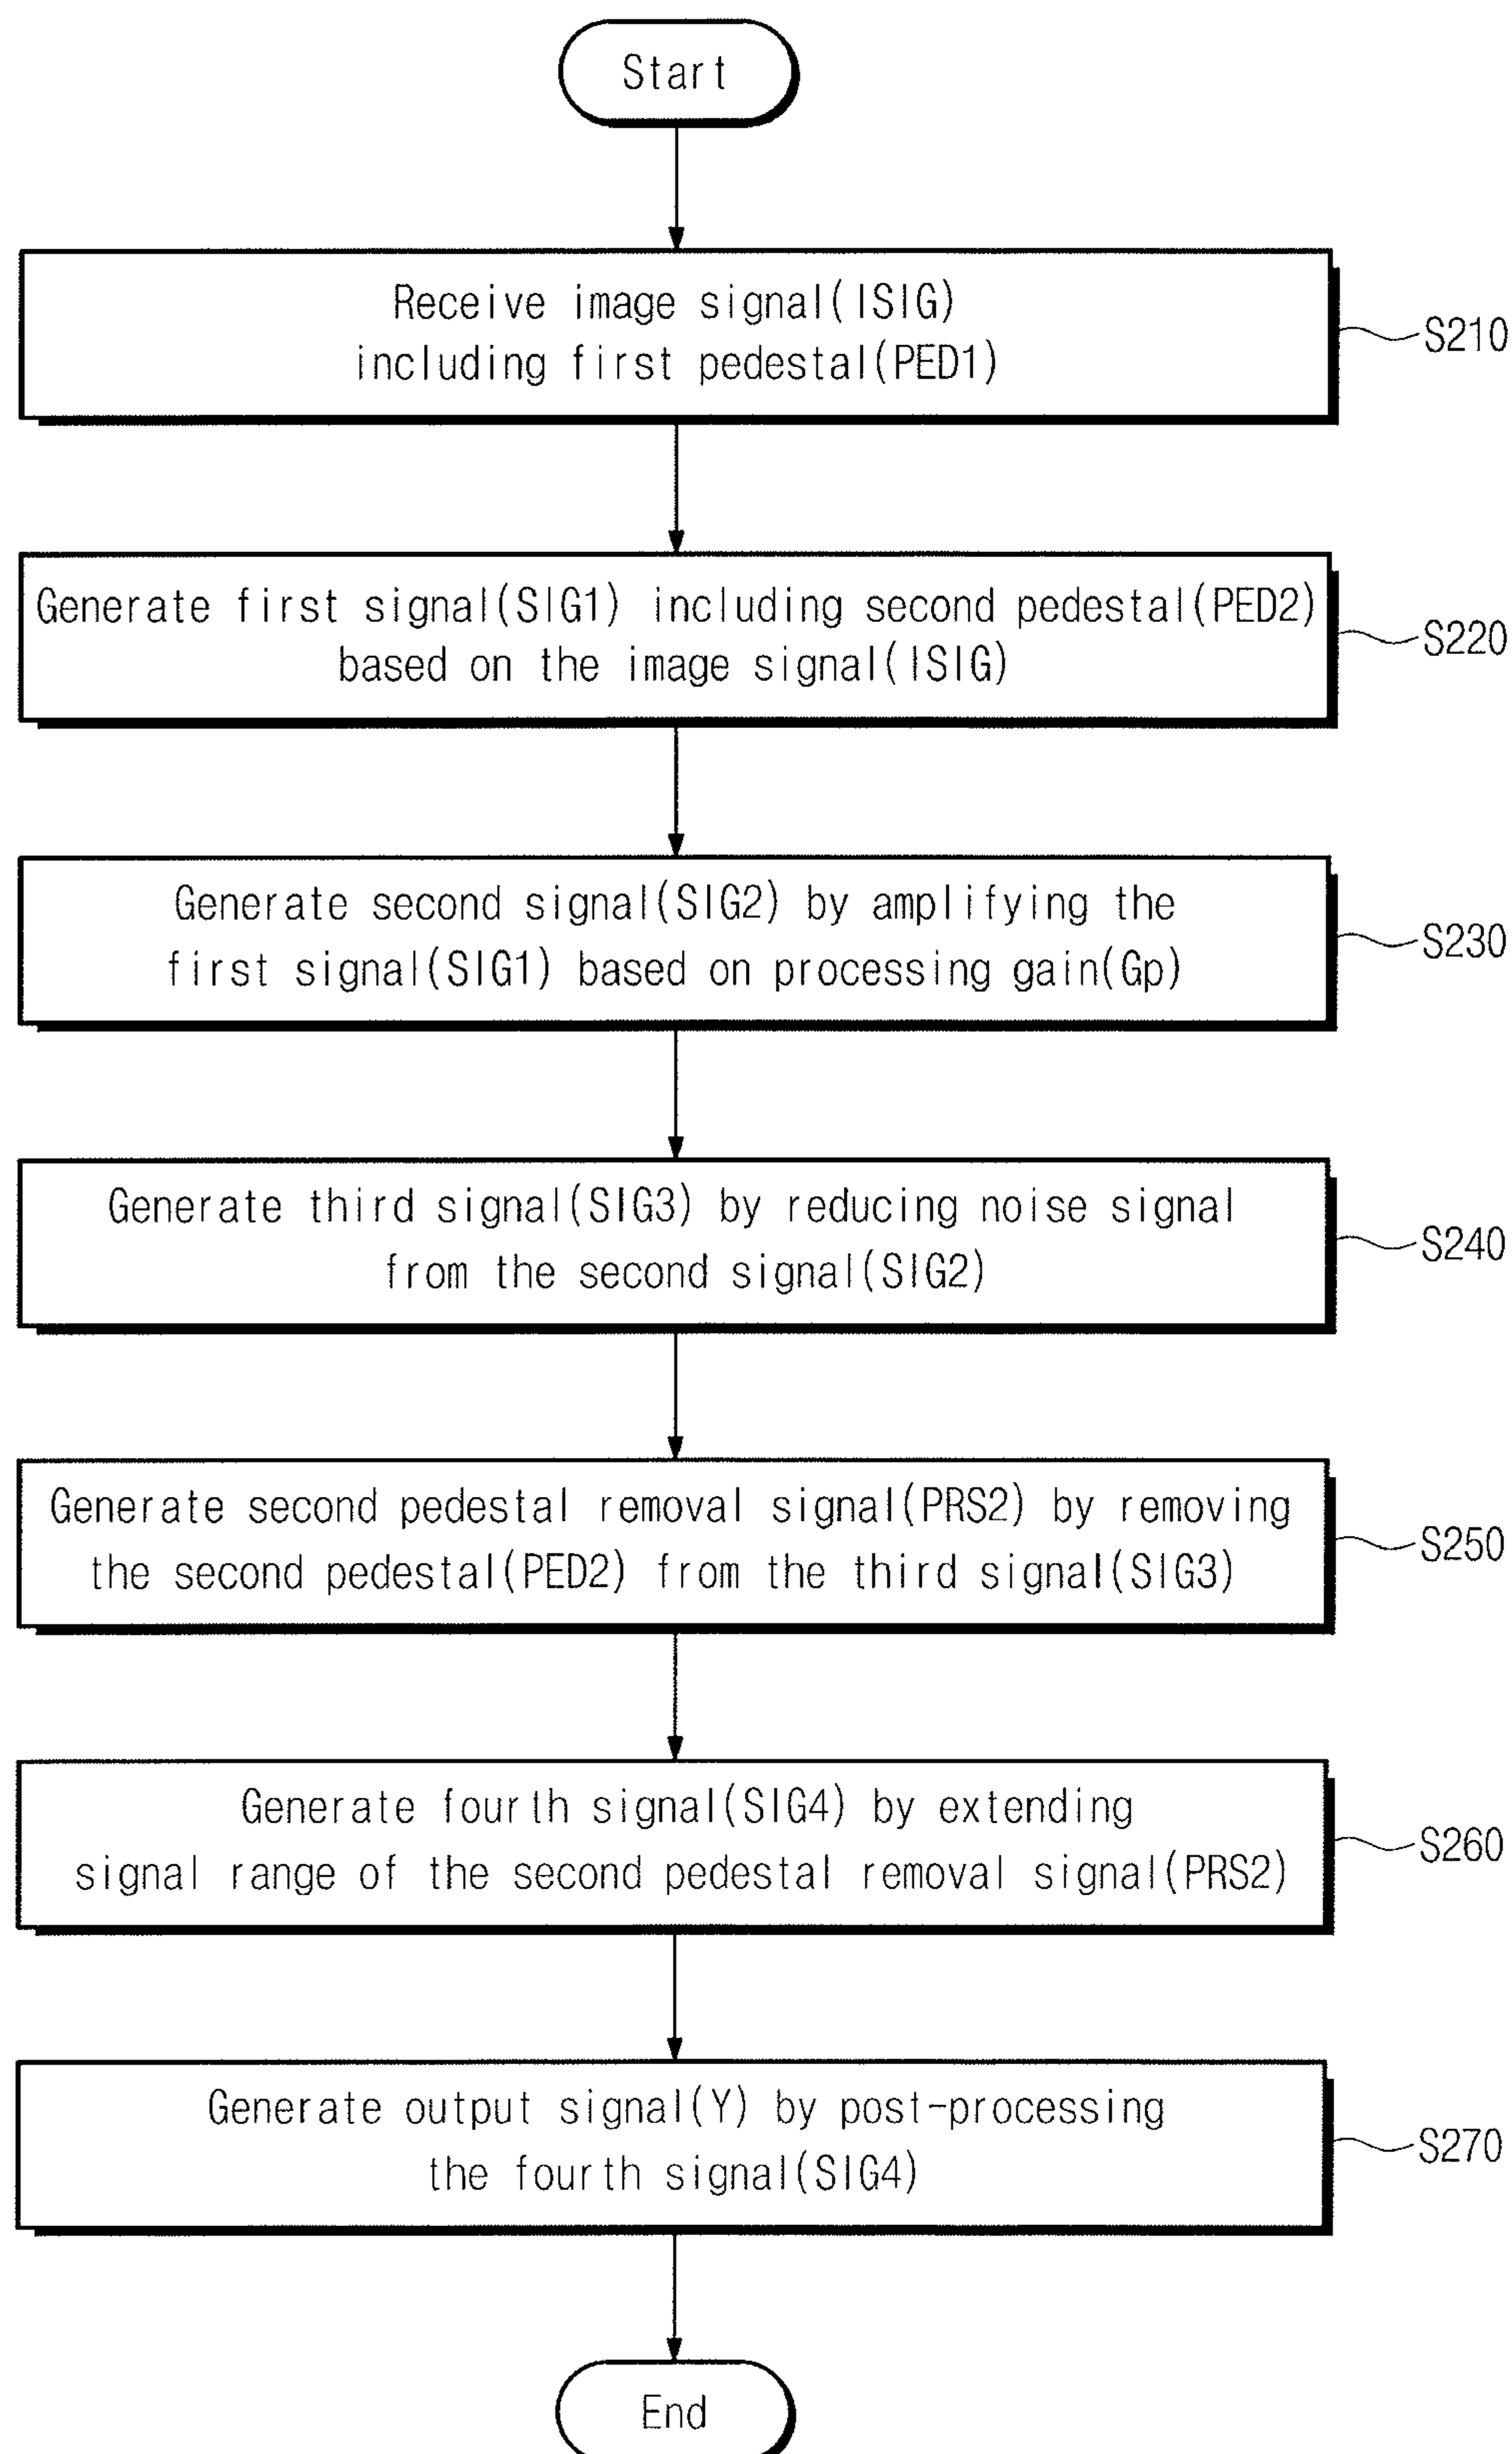 Start
Receive image signal(ISIG)
including first pedestal(PED1)
S210
Generate first signal(SIG1) including second pedestal(PED2)
based on the image signal(ISIG)
S220
Generate second signal(SIG2) by amplifying the
first signal(SIG1) based on processing gain(Gp)
S230
Generate third signal(SIG3) by reducing noise signal
from the second signal(SIG2)
S240
Generate second pedestal removal signal(PRS2) by removing
the second pedestal(PED2) from the third signal(SIG3)
S250
Generate fourth signal(SIG4) by extending
signal range of the second pedestal removal signal(PRS2)
S260
Generate output signal(Y) by post-processing
the fourth signal(SIG4)
S270
End